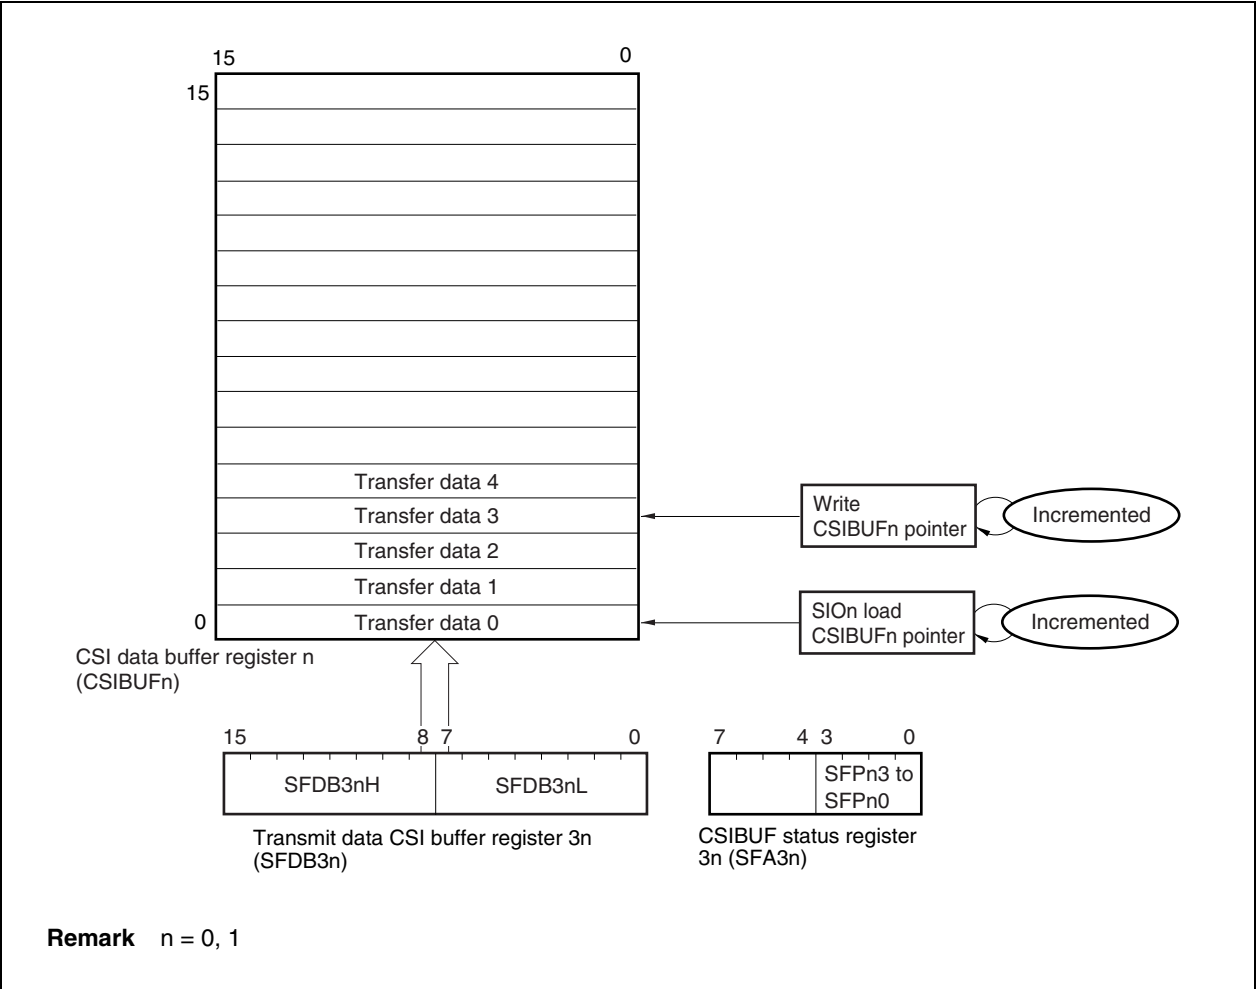 15 0
15
Transfer data 4
Transfer data 3
Transfer data 2
Transfer data 1
0 Transfer data 0
Write
CSIBUFn pointer
Incremented
SIOn load
CSIBUFn pointer
Incremented
CSI data buffer register n
(CSIBUFn)
15 8 7 0
SFDB3nH SFDB3nL
Transmit data CSI buffer register 3n
(SFDB3n)
7 4 3 0
SFPn3 to
SFPn0
CSIBUF status register
3n (SFA3n)
Remark n = 0, 1